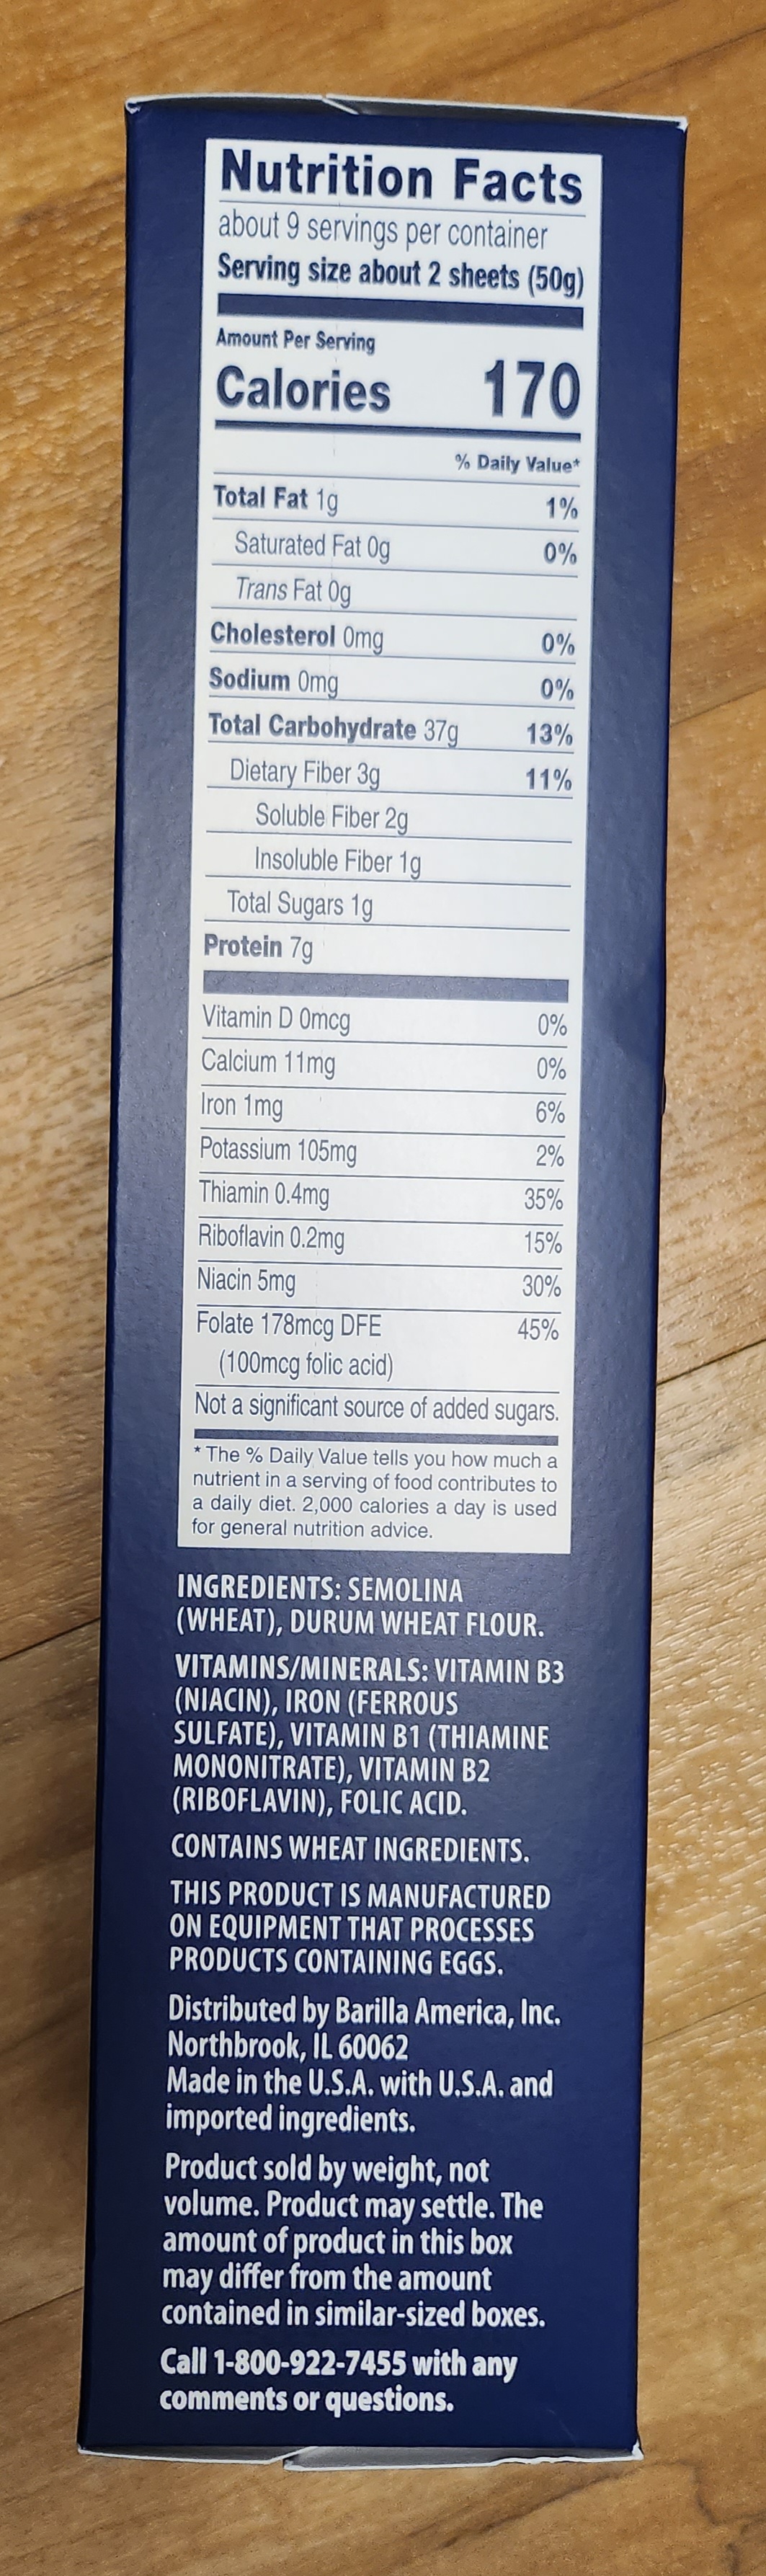 Nutrition Facts
about 9 servings per container
Serving size about 2 sheets (50g)
Amount Per Serving
Calories 170
% Daily Value*
Total Fat 1g 1%
Saturated Fat 0g 0%
Trans Fat 0g
Cholesterol 0mg 0%
Sodium 0mg 0%
Total Carbohydrate 37g 13%
Dietary Fiber 3g 11%
Soluble Fiber 2g
Insoluble Fiber 1g
Total Sugars 1g
Protein 7g
Vitamin D 0mcg 0%
Calcium 11mg 0%
Iron 1mg 6%
Potassium 105mg 2%
Thiamin 0.4mg 35%
Riboflavin 0.2mg 15%
Niacin 5mg 30%
Folate 178mcg DFE 45%
(100mcg folic acid)
Not a significant source of added sugars.
* The % Daily Value tells you how much a
nutrient in a serving of food contributes to
a daily diet. 2,000 calories a day is used
for general nutrition advice.
INGREDIENTS: SEMOLINA
(WHEAT), DURUM WHEAT FLOUR.
VITAMINS/MINERALS: VITAMIN B3
(NIACIN), IRON (FERROUS
SULFATE), VITAMIN B1 (THIAMINE
MONONITRATE), VITAMIN B2
(RIBOFLAVIN), FOLIC ACID.
CONTAINS WHEAT INGREDIENTS.
THIS PRODUCT IS MANUFACTURED
ON EQUIPMENT THAT PROCESSES
PRODUCTS CONTAINING EGGS.
Distributed by Barilla America, Inc.
Northbrook, IL 60062
Made in the U.S.A. with U.S.A. and
imported ingredients.
Product sold by weight, not
volume. Product may settle. The
amount of product in this box
may differ from the amount
contained in similar-sized boxes.
Call 1-800-922-7455 with any
comments or questions.